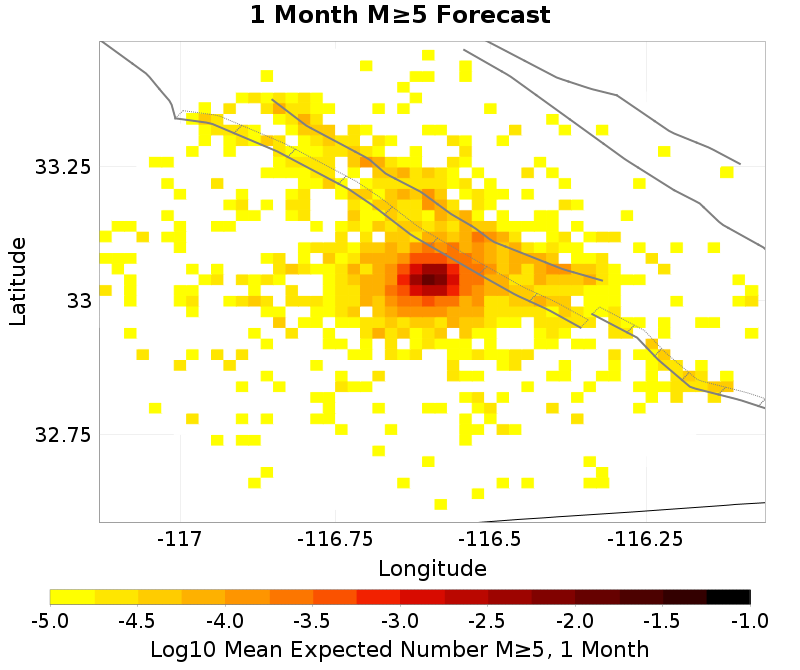 1 Month M≥5 Forecast
Latitude
33.25
33
32.75
-117 -116.75 -116.5 -116.25
Longitude
-5.0 -4.5 -4.0 -3.5 -3.0 -2.5 -2.0 -1.5 -1.0
Log10 Mean Expected Number M≥5, 1 Month